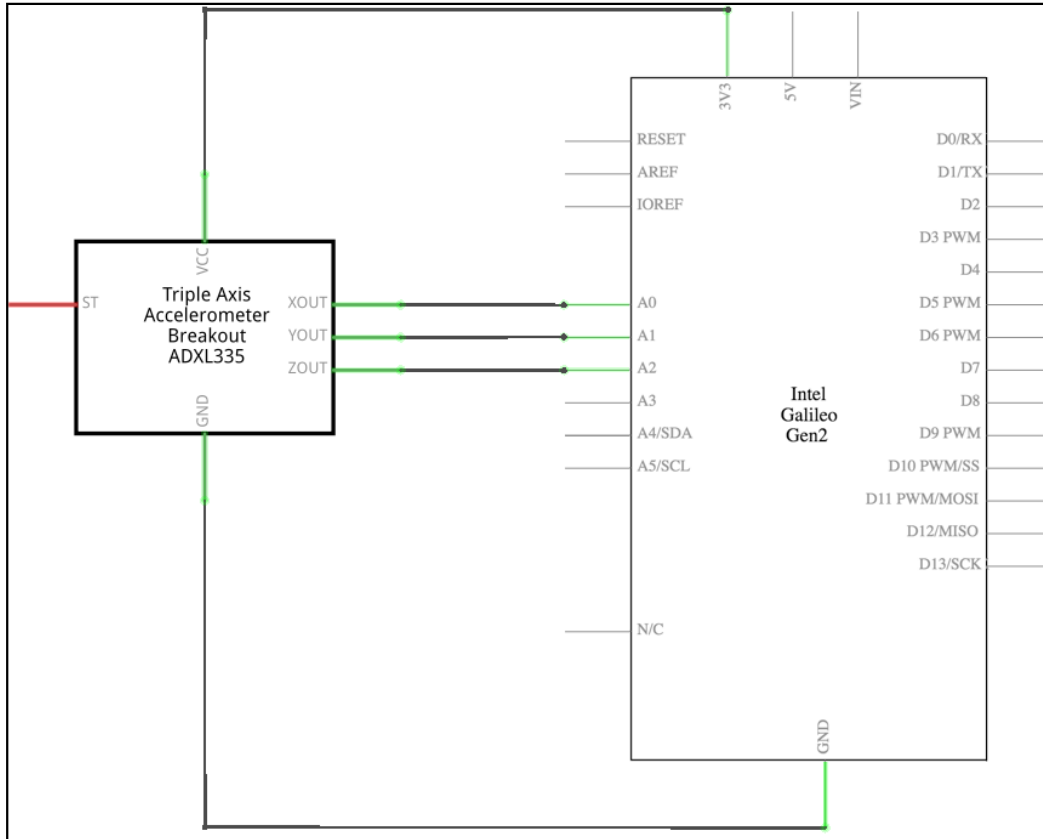 3V3
5V
VIN
RESET
AREF
IOREF
A0
A1
A2
A3
A4/SDA
A5/SCL
N/C
D0/RX
D1/TX
D2
D3 PWM
D4
D5 PWM
D6 PWM
D7
D8
D9 PWM
D10 PWM/SS
D11 PWM/MOSI
D12/MISO
D13/SCK
Intel
Galileo
Gen2
GND
VCC
ST
Triple Axis
Accelerometer
Breakout
ADXL335
XOUT
YOUT
ZOUT
GND